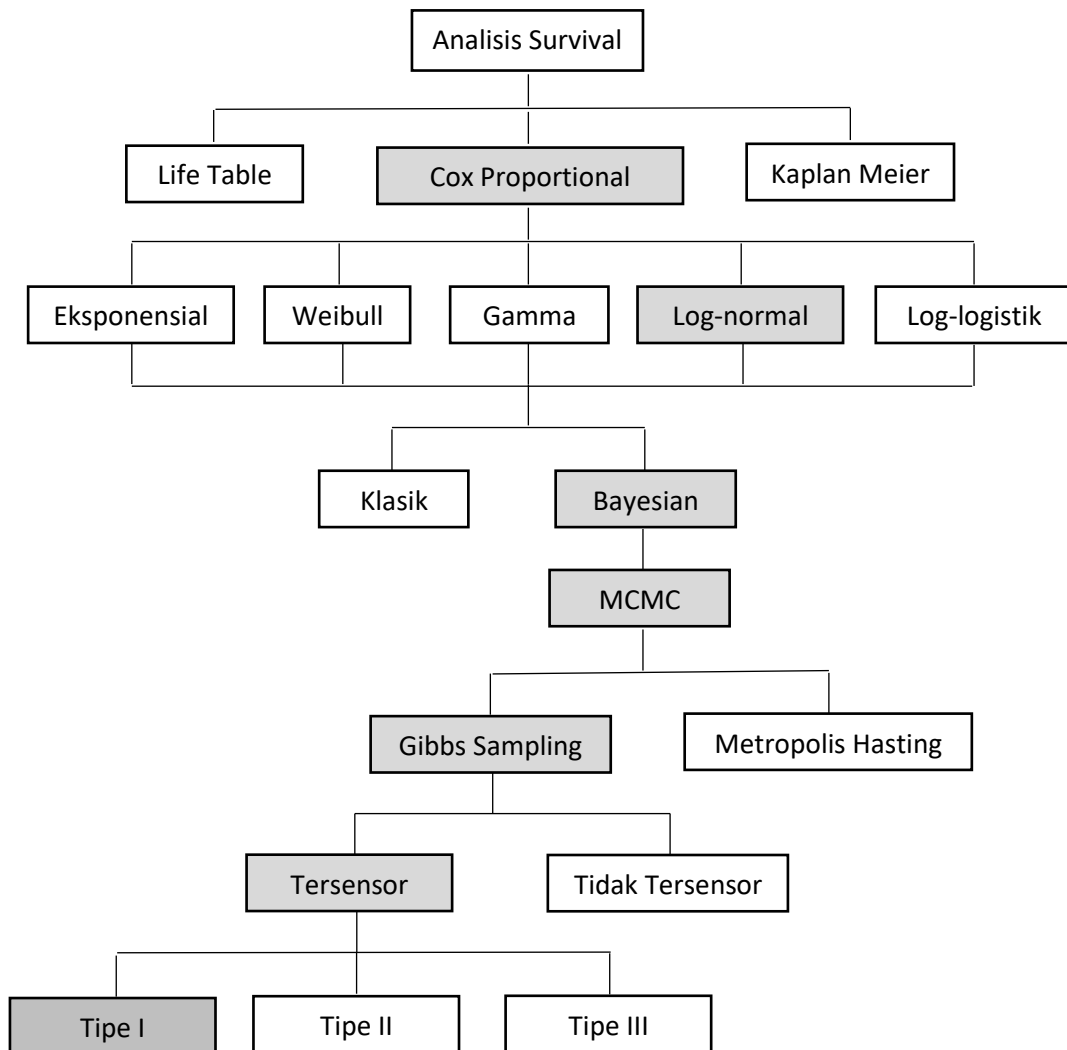 Analisis Survival
Life Table
Cox Proportional
Kaplan Meier
Eksponensial
Weibull
Gamma
Log-normal
Log-logistik
Klasik
Bayesian
MCMC
Gibbs Sampling
Metropolis Hasting
Tersensor
Tidak Tersensor
Tipe I
Tipe II
Tipe III